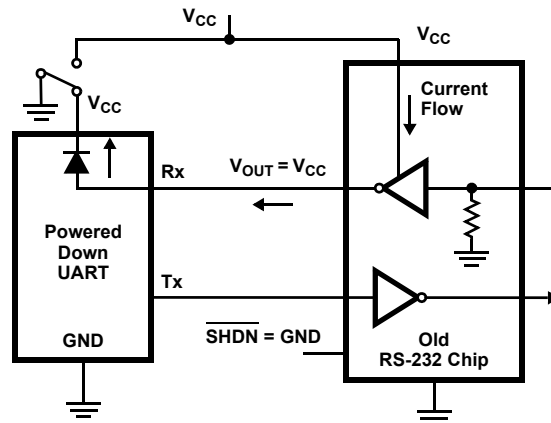 VCC
VCC
VCC
Current
Flow
Rx
VOUT = VCC
Powered
Down
UART
Tx
GND
SHDN = GND
Old
RS-232 Chip